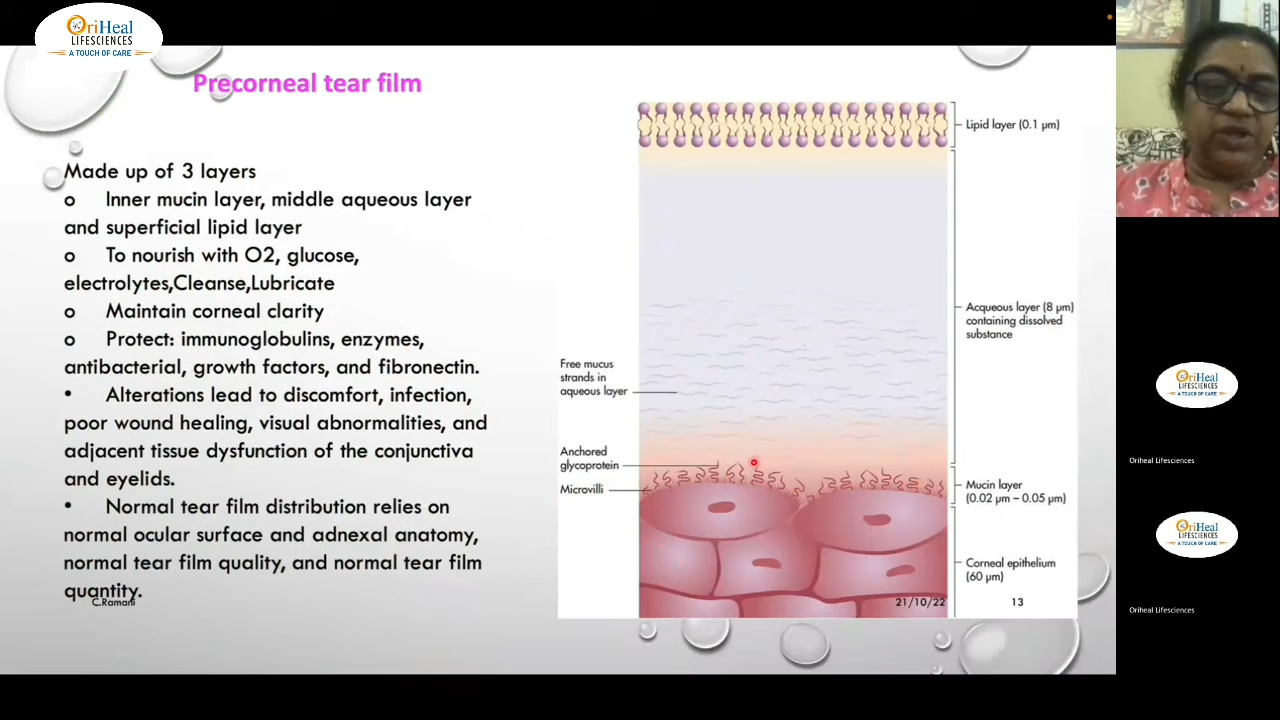 OriHeal
LIFESCIENCES
A TOUCH OF CARE
Precorneal tear film
Made up of 3 layers
o Inner mucin layer, middle aqueous layer
and superficial lipid layer
o To nourish with O2, glucose,
electrolytes,Cleanse,Lubricate
o Maintain corneal clarity
o Protect: immunoglobulins, enzymes,
antibacterial, growth factors, and fibronectin.
• Alterations lead to discomfort, infection,
poor wound healing, visual abnormalities, and
adjacent tissue dysfunction of the conjunctiva
and eyelids.
• Normal tear film distribution relies on
normal ocular surface and adnexal anatomy,
normal tear film quality, and normal tear film
quantity.
C.Ramani
Lipid layer (0.1 µm)
Acqueous layer (8 µm)
containing dissolved
substance
Free mucus
strands in
aqueous layer
Anchored
glycoprotein
Microvilli
Mucin layer
(0.02 µm – 0.05 µm)
Corneal epithelium
(60 µm)
21/10/22
13
OriHeal
LIFESCIENCES
A TOUCH OF CARE
Oriheal Lifesciences
OriHeal
LIFESCIENCES
A TOUCH OF CARE
Oriheal Lifesciences